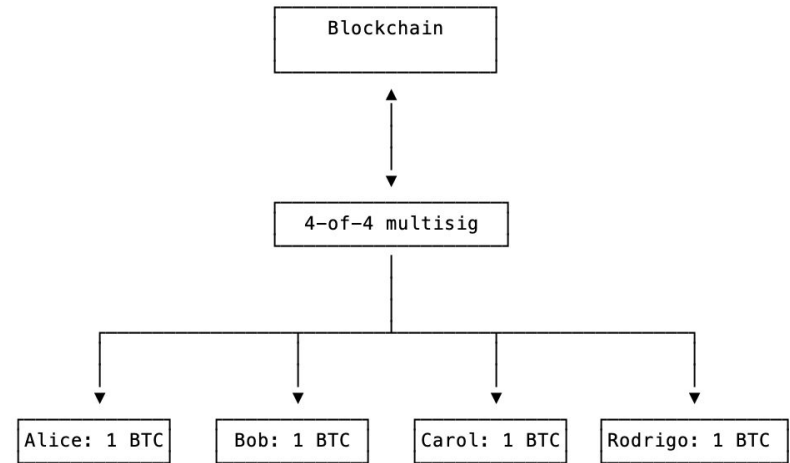 Blockchain
4-of-4 multisig
Alice: 1 BTC
Bob: 1 BTC
Carol: 1 BTC
Rodrigo: 1 BTC